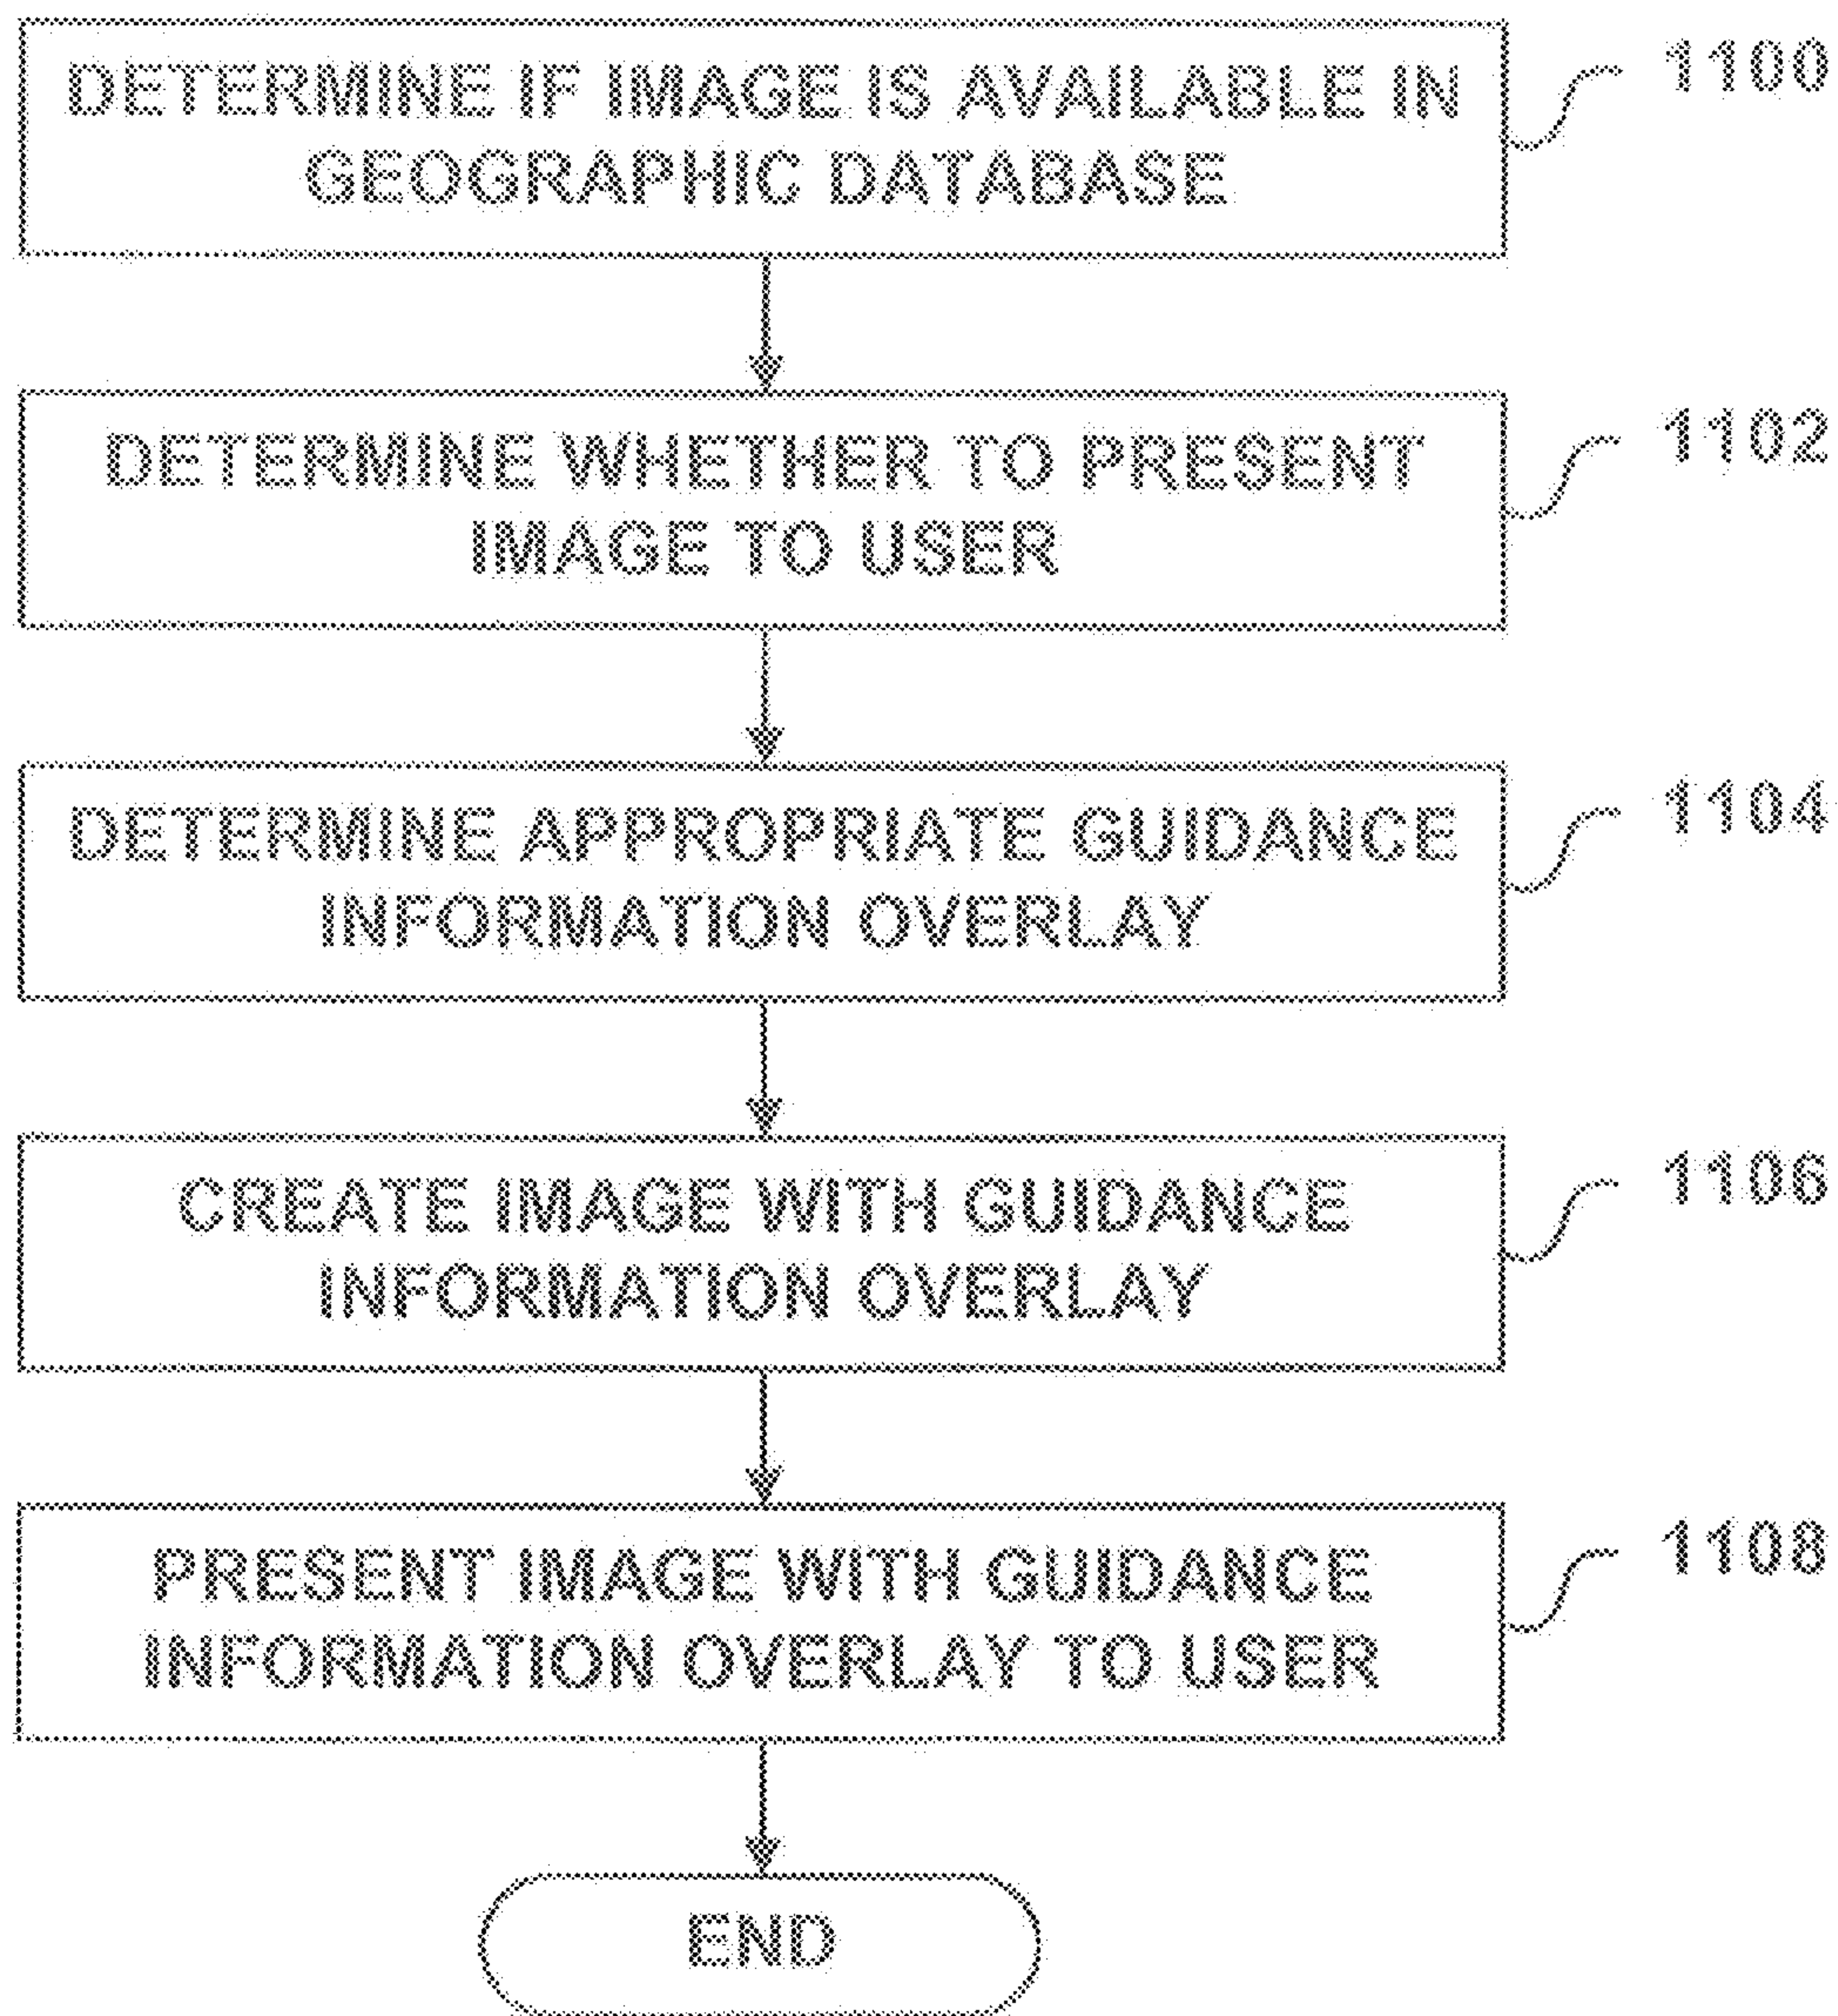 DETERMINE IF IMAGE IS AVAILABLE IN
GEOGRAPHIC DATABASE
1100
DETERMINE WHETHER TO PRESENT
IMAGE TO USER
1102
DETERMINE APPROPRIATE GUIDANCE
INFORMATION OVERLAY
1104
CREATE IMAGE WITH GUIDANCE
INFORMATION OVERLAY
1106
PRESENT IMAGE WITH GUIDANCE
INFORMATION OVERLAY TO USER
1108
END